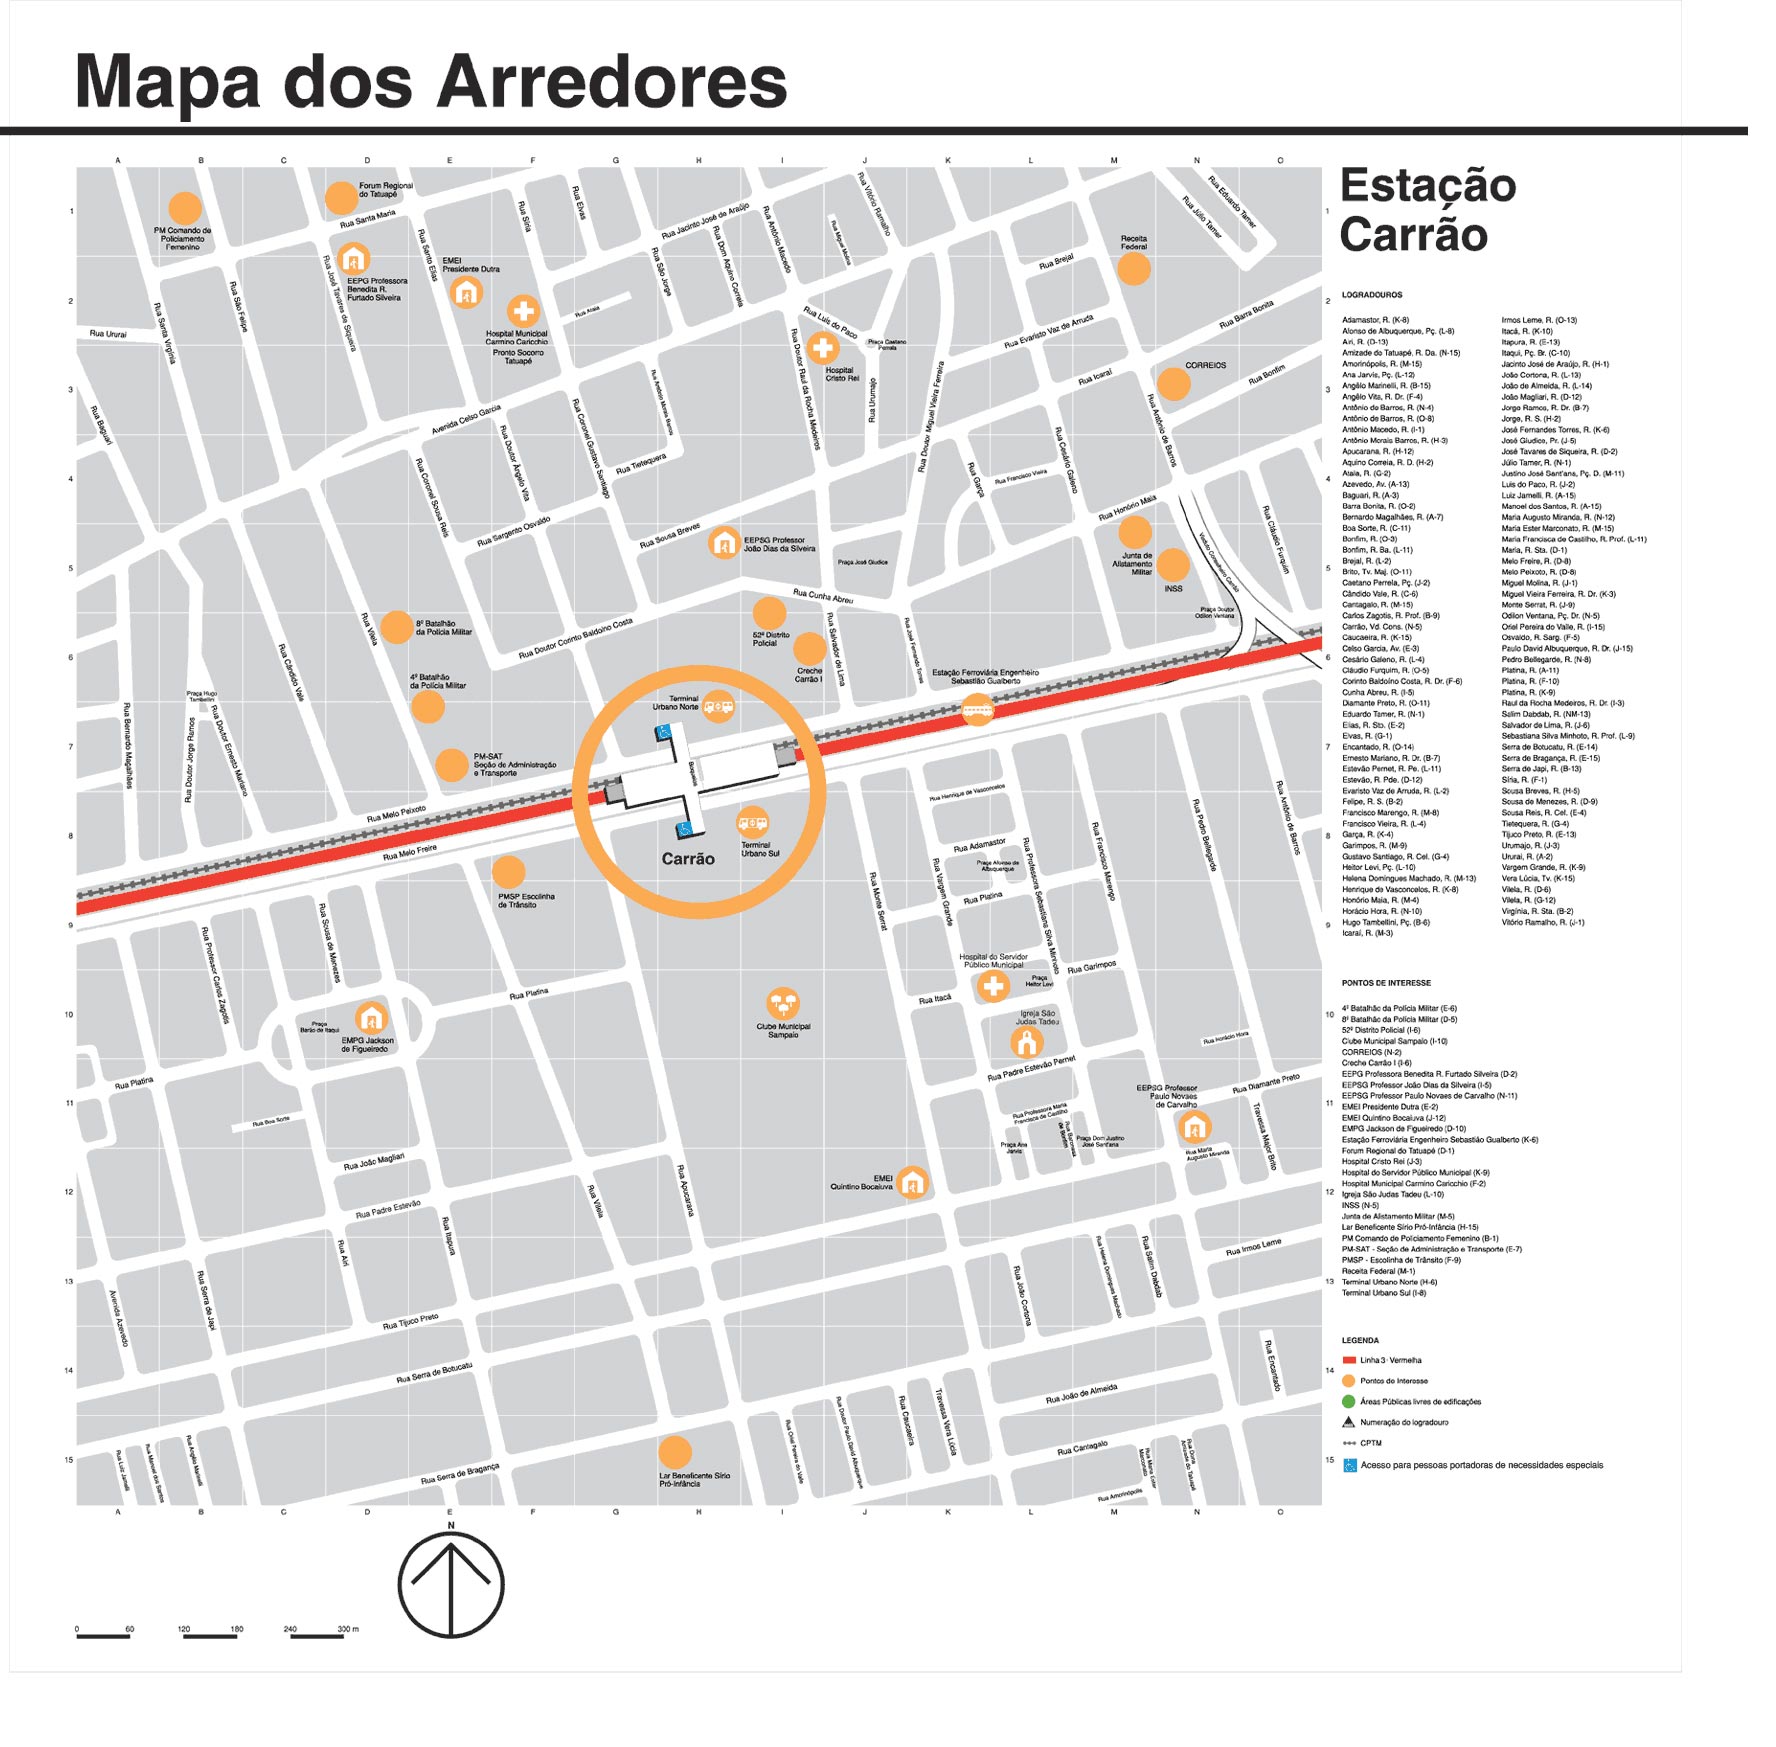 Mapa dos Arredores
A B C D E F G H I J K L M N O
1
2
3
4
5
6
7
8
9
10
11
12
13
14
15
PM Comando de
Policiamento
Femenino
Forum Regional
do Tatuapé
Rua Santa Maria
EEPG Professora
Benedita R.
Furtado Silveira
EMEI
Presidente Dutra
Hospital Municipal
Carmino Caricchio
Pronto Socorro
Tatuapé
Rua Ururai
Rua Santa Virgínia
Rua São Felipe
Rua José Tavares de Siqueira
Rua Santo Elias
Rua Síria
Rua Elvas
Rua Ataia
Rua São Jorge
Rua Jacinto José de Araújo
Rua Dom Aquino Correia
Rua Antônio Macedo
Rua Miguel Molina
Rua Vitório Ramalho
Rua Luis do Paco
Praça Caetano
Perrela
Hospital
Cristo Rei
Rua Doutor Raul da Rocha Medeiros
Rua Urumajo
Rua Doutor Miguel Vieira Ferreira
Rua Brejal
Rua Evaristo Vaz de Arruda
Rua Icaraí
Receita
Federal
Rua Júlio Tamer
Rua Eduardo Tamer
Rua Barra Bonita
Rua Bonfim
CORREIOS
Rua Antônio de Barros
Rua Baguari
Avenida Celso Garcia
Rua Coronel Sousa Reis
Rua Doutor Ângelo Vita
Rua Coronel Gustavo Santiago
Rua Antônio Morais Barros
Rua Tietequera
Rua Sargento Osvaldo
Rua Sousa Breves
EEPSG Professor
João Dias da Silveira
Praça José Giudice
Rua Garça
Rua Francisco Vieira
Rua Cesário Galeno
Rua Honório Maia
Junta de
Alistamento
Militar
INSS
Viaduto Conselheiro Carrão
Rua Cláudio Furquim
Praça Doutor
Odilon Ventania
Rua Cunha Abreu
Rua Doutor Corinto Baldoíno Costa
8º Batalhão
da Polícia Militar
4º Batalhão
da Polícia Militar
Rua Vilela
Rua Cândido Vale
52º Distrito
Policial
Creche
Carrão I
Rua Salvador de Lima
Rua José Fernando Torres
Estação Ferroviária Engenheiro
Sebastião Gualberto
Terminal
Urbano Norte
Praça Hugo
Tambellini
Rua Bernardo Magalhães
Rua Doutor Jorge Ramos
Rua Doutor Ernesto Mariano
PM-SAT
Seção de Administração
e Transporte
Rua Melo Peixoto
Rua Melo Freire
Boqueirão
Carrão
Terminal
Urbano Sul
PMSP Escolinha
de Trânsito
Rua Henrique de Vasconcelos
Rua Adamastor
Praça Alonso de
Albuquerque
Rua Platina
Rua Vargem Grande
Rua Professora Sebastiana Silva Minhoto
Rua Francisco Marengo
Rua Pedro Bellegarde
Rua Antônio de Barros
Rua Monte Serrat
Rua Professor Carlos Zagotis
Rua Sousa de Menezes
Praça
Barão de Itaqui
EMPG Jackson
de Figueiredo
Rua Platina
Clube Municipal
Sampaio
Hospital do Servidor
Público Municipal
Praça
Heitor Levi
Rua Garimpos
Rua Itacá
Igreja São
Judas Tadeu
Rua Padre Estevão Pernet
Rua Horácio Hora
Rua Platina
Rua Boa Sorte
EEPSG Professor
Paulo Novaes
de Carvalho
Rua Diamante Preto
Rua Professora Maria
Francisca de Castilho
Rua Baronesa
de Bonfim
Praça Ana
Jarvis
Praça Dom Justino
José Sant'ana
Rua Maria
Augusto Miranda
Travessa Major Brito
Rua João Magliari
Rua Padre Estevão
EMEI
Quintino Bocaiuva
Rua Apucarana
Rua Vilela
Rua Itapura
Rua Airi
Rua Serra de Japi
Avenida Azevedo
Rua Tijuco Preto
Rua Serra de Botucatu
Rua João Cortona
Rua Helena Domingues Machado
Rua Salim Dabdab
Rua Irmos Leme
Rua Encantado
Rua João de Almeida
Rua Cantagalo
Rua Caucaeira
Travessa Vera Lúcia
Rua Doutor Paulo David Albuquerque
Rua Oriel Pereira do Vale
Lar Beneficente Sírio
Pró-Infância
Rua Serra de Bragança
Rua Luiz Jamelli
Rua Manoel dos Santos
Rua Angélo Marinelli
Rua Maria Ester
Marconato
Rua Dona
Amizade do Tatuapé
Rua Amorinópolis
A B C D E F G H I J K L M N O
N
0 60 120 180 240 300 m
Estação
Carrão
LOGRADOUROS
Adamastor, R. (K-8)
Alonso de Albuquerque, Pç. (L-8)
Airi, R. (D-13)
Amizade do Tatuapé, R. Da. (N-15)
Amorinópolis, R. (M-15)
Ana Jarvis, Pç. (L-12)
Angêlo Marinelli, R. (B-15)
Angêlo Vita, R. Dr. (F-4)
Antônio de Barros, R. (N-4)
Antônio de Barros, R. (O-8)
Antônio Macedo, R. (I-1)
Antônio Morais Barros, R. (H-3)
Apucarana, R. (H-12)
Aquino Correia, R. D. (H-2)
Ataia, R. (G-2)
Azevedo, Av. (A-13)
Baguari, R. (A-3)
Barra Bonita, R. (O-2)
Bernardo Magalhães, R. (A-7)
Boa Sorte, R. (C-11)
Bonfim, R. (O-3)
Bonfim, R. Ba. (L-11)
Brejal, R. (L-2)
Brito, Tv. Maj. (O-11)
Caetano Perrela, Pç. (J-2)
Cândido Vale, R. (C-6)
Cantagalo, R. (M-15)
Carlos Zagotis, R. Prof. (B-9)
Carrão, Vd. Cons. (N-5)
Caucaeira, R. (K-15)
Celso Garcia, Av. (E-3)
Cesário Galeno, R. (L-4)
Cláudio Furquim, R. (O-5)
Corinto Baldoíno Costa, R. Dr. (F-6)
Cunha Abreu, R. (I-5)
Diamante Preto, R. (O-11)
Eduardo Tamer, R. (N-1)
Elias, R. Sto. (E-2)
Elvas, R. (G-1)
Encantado, R. (O-14)
Ernesto Mariano, R. Dr. (B-7)
Estevão Pernet, R. Pe. (L-11)
Estevão, R. Pde. (D-12)
Evaristo Vaz de Arruda, R. (L-2)
Felipe, R. S. (B-2)
Francisco Marengo, R. (M-8)
Francisco Vieira, R. (L-4)
Garça, R. (K-4)
Garimpos, R. (M-9)
Gustavo Santiago, R. Cel. (G-4)
Heitor Levi, Pç. (L-10)
Helena Domingues Machado, R. (M-13)
Henrique de Vasconcelos, R. (K-8)
Honório Maia, R. (M-4)
Horácio Hora, R. (N-10)
Hugo Tambellini, Pç. (B-6)
Icaraí, R. (M-3)
Irmos Leme, R. (O-13)
Itacá, R. (K-10)
Itapura, R. (E-13)
Itaqui, Pç. Br. (C-10)
Jacinto José de Araújo, R. (H-1)
João Cortona, R. (L-13)
João de Almeida, R. (L-14)
João Magliari, R. (D-12)
Jorge Ramos, R. Dr. (B-7)
Jorge, R. S. (H-2)
José Fernandes Torres, R. (K-6)
José Giudice, Pr. (J-5)
José Tavares de Siqueira, R. (D-2)
Júlio Tamer, R. (N-1)
Justino José Sant'ana, Pç. D. (M-11)
Luis do Paco, R. (J-2)
Luiz Jamelli, R. (A-15)
Manoel dos Santos, R. (A-15)
Maria Augusto Miranda, R. (N-12)
Maria Ester Marconato, R. (M-15)
Maria Francisca de Castilho, R. Prof. (L-11)
Maria, R. Sta. (D-1)
Melo Freire, R. (D-8)
Melo Peixoto, R. (D-8)
Miguel Molina, R. (J-1)
Miguel Vieira Ferreira, R. Dr. (K-3)
Monte Serrat, R. (J-9)
Odilon Ventania, Pç. Dr. (N-5)
Oriel Pereira do Valle, R. (I-15)
Osvaldo, R. Sarg. (F-5)
Paulo David Albuquerque, R. Dr. (J-15)
Pedro Bellegarde, R. (N-8)
Platina, R. (A-11)
Platina, R. (F-10)
Platina, R. (K-9)
Raul da Rocha Medeiros, R. Dr. (I-3)
Salim Dabdab, R. (NM-13)
Salvador de Lima, R. (J-6)
Sebastiana Silva Minhoto, R. Prof. (L-9)
Serra de Botucatu, R. (E-14)
Serra de Bragança, R. (E-15)
Serra de Japi, R. (B-13)
Síria, R. (F-1)
Sousa Breves, R. (H-5)
Sousa de Menezes, R. (D-9)
Sousa Reis, R. Cel. (E-4)
Tietequera, R. (G-4)
Tijuco Preto, R. (E-13)
Urumajo, R. (J-3)
Ururai, R. (A-2)
Vargem Grande, R. (K-9)
Vera Lúcia, Tv. (K-15)
Vilela, R. (D-6)
Vilela, R. (G-12)
Virgínia, R. Sta. (B-2)
Vitório Ramalho, R. (J-1)
PONTOS DE INTERESSE
4º Batalhão da Polícia Militar (E-6)
8º Batalhão da Polícia Militar (D-5)
52º Distrito Policial (I-6)
Clube Municipal Sampaio (I-10)
CORREIOS (N-2)
Creche Carrão I (I-6)
EEPG Professora Benedita R. Furtado Silveira (D-2)
EEPSG Professor João Dias da Silveira (I-5)
EEPSG Professor Paulo Novaes de Carvalho (N-11)
EMEI Presidente Dutra (E-2)
EMEI Quintino Bocaiuva (J-12)
EMPG Jackson de Figueiredo (D-10)
Estação Ferroviária Engenheiro Sebastião Gualberto (K-6)
Forum Regional do Tatuapé (D-1)
Hospital Cristo Rei (J-3)
Hospital do Servidor Público Municipal (K-9)
Hospital Municipal Carmino Caricchio (F-2)
Igreja São Judas Tadeu (L-10)
INSS (N-5)
Junta de Alistamento Militar (M-5)
Lar Beneficente Sírio Pró-Infância (H-15)
PM Comando de Policiamento Femenino (B-1)
PM-SAT - Seção de Administração e Transporte (E-7)
PMSP - Escolinha de Trânsito (F-9)
Receita Federal (M-1)
Terminal Urbano Norte (H-6)
Terminal Urbano Sul (I-8)
LEGENDA
Linha 3 - Vermelha
Pontos de Interesse
Áreas Públicas livres de edificações
Numeração do logradouro
CPTM
Acesso para pessoas portadoras de necessidades especiais